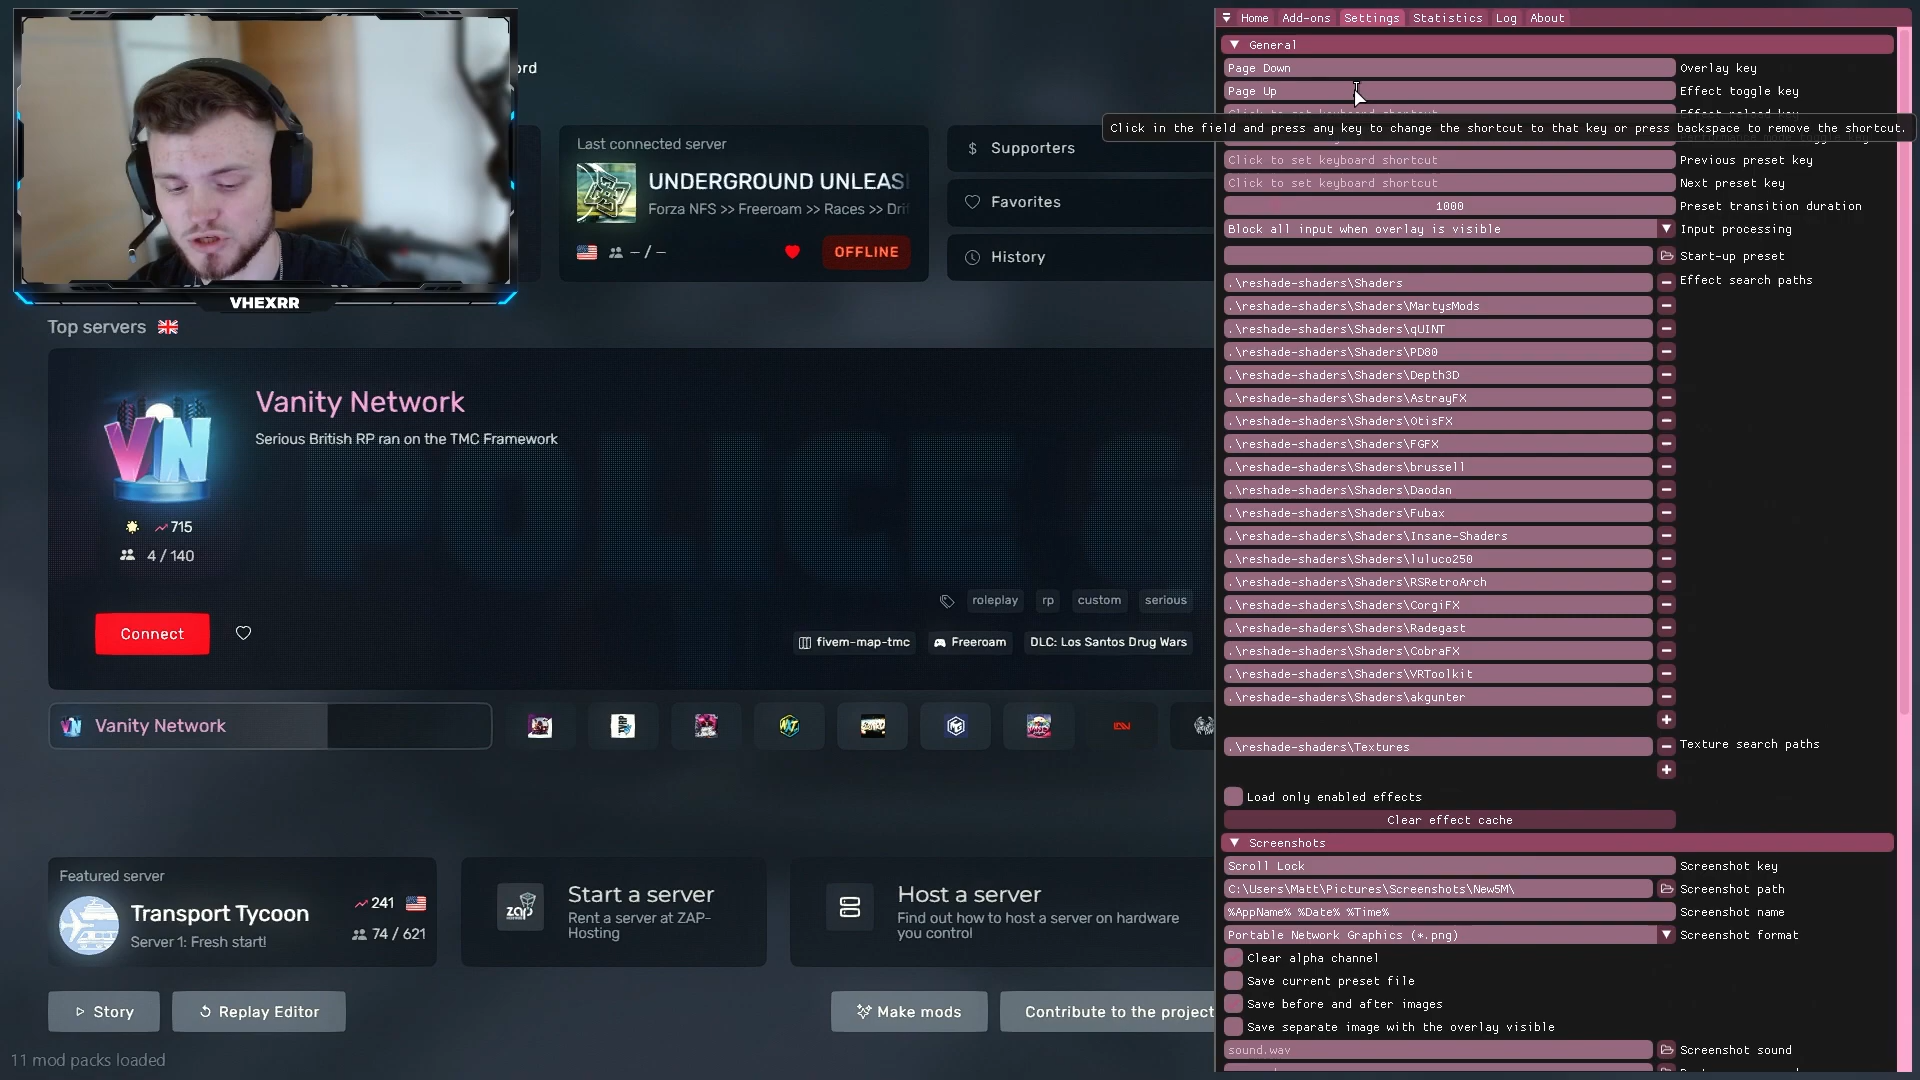 VHEXRR
ord
Last connected server
UNDERGROUND UNLEAS
Forza NFS >> Freeroam >> Races >> Dri
– / –
OFFLINE
$ Supporters
Favorites
History
Top servers
Vanity Network
Serious British RP ran on the TMC Framework
VN
715
4 / 140
Connect
roleplay rp custom serious
fivem-map-tmc Freeroam DLC: Los Santos Drug Wars
Vanity Network
Featured server
Transport Tycoon
Server 1: Fresh start!
241
74 / 621
zap
Start a server
Rent a server at ZAP-
Hosting
Host a server
Find out how to host a server on hardware
you control
Story
Replay Editor
Make mods
Contribute to the project
11 mod packs loaded
Home Add-ons Settings Statistics Log About
General
Page Down Overlay key
Page Up Effect toggle key
Click in the field and press any key to change the shortcut to that key or press backspace to remove the shortcut.
Click to set keyboard shortcut Previous preset key
Click to set keyboard shortcut Next preset key
1000 Preset transition duration
Block all input when overlay is visible Input processing
Start-up preset
.\reshade-shaders\Shaders Effect search paths
.\reshade-shaders\Shaders\MartysMods
.\reshade-shaders\Shaders\qUINT
.\reshade-shaders\Shaders\PD80
.\reshade-shaders\Shaders\Depth3D
.\reshade-shaders\Shaders\AstrayFX
.\reshade-shaders\Shaders\OtisFX
.\reshade-shaders\Shaders\FGFX
.\reshade-shaders\Shaders\brussell
.\reshade-shaders\Shaders\Daodan
.\reshade-shaders\Shaders\Fubax
.\reshade-shaders\Shaders\Insane-Shaders
.\reshade-shaders\Shaders\luluco250
.\reshade-shaders\Shaders\RSRetroArch
.\reshade-shaders\Shaders\CorgiFX
.\reshade-shaders\Shaders\Radegast
.\reshade-shaders\Shaders\CobraFX
.\reshade-shaders\Shaders\VRToolkit
.\reshade-shaders\Shaders\akgunter
.\reshade-shaders\Textures Texture search paths
Load only enabled effects
Clear effect cache
Screenshots
Scroll Lock Screenshot key
C:\Users\Matt\Pictures\Screenshots\New5M\ Screenshot path
%AppName% %Date% %Time% Screenshot name
Portable Network Graphics (*.png) Screenshot format
Clear alpha channel
Save current preset file
Save before and after images
Save separate image with the overlay visible
sound.wav Screenshot sound